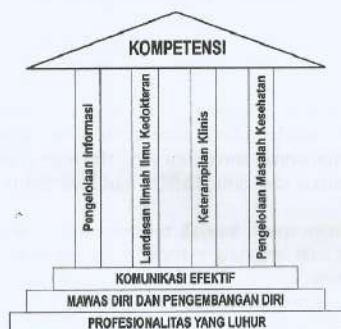 KOMPETENSI
Pengelolaan Informasi
Landasan Ilmiah Ilmu Kedokteran
Keterampilan Klinis
Pengelolaan Masalah Kesehatan
KOMUNIKASI EFEKTIF
MAWAS DIRI DAN PENGEMBANGAN DIRI
PROFESIONALITAS YANG LUHUR